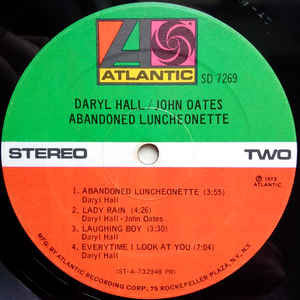 ATLANTIC
SD 7269
DARYL HALL/JOHN OATES
ABANDONED LUNCHEONETTE
STEREO
TWO
℗ 1973
ATLANTIC
1. ABANDONED LUNCHEONETTE (3:55)
Daryl Hall
2. LADY RAIN (4:26)
Daryl Hall - John Oates
3. LAUGHING BOY (3:30)
Daryl Hall
4. EVERYTIME I LOOK AT YOU (7:04)
Daryl Hall
(ST-A-732948 PR)
MFG. BY ATLANTIC RECORDING CORP., 75 ROCKEFELLER PLAZA, N.Y., N.Y.